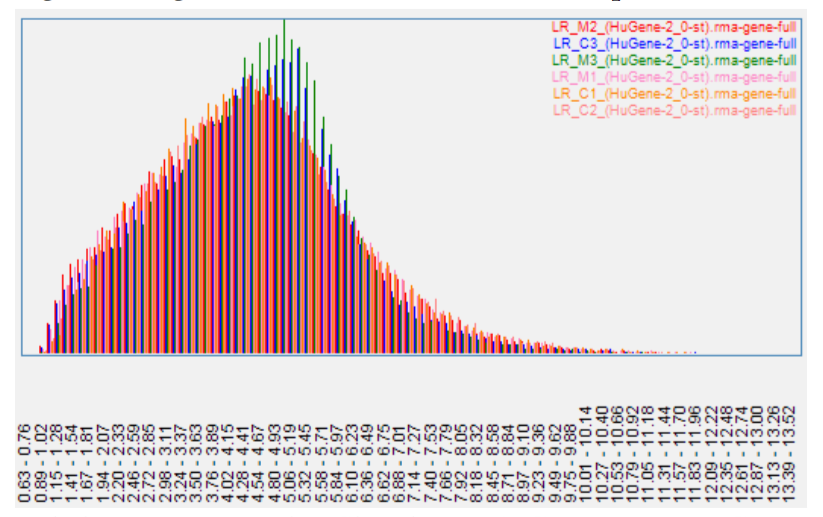 LR_M2_(HuGene-2_0-st).rma-gene-full
LR_C3_(HuGene-2_0-st).rma-gene-full
LR_M3_(HuGene-2_0-st).rma-gene-full
LR_M1_(HuGene-2_0-st).rma-gene-full
LR_C1_(HuGene-2_0-st).rma-gene-full
LR_C2_(HuGene-2_0-st).rma-gene-full
0.63 - 0.76
0.89 - 1.02
1.15 - 1.28
1.41 - 1.54
1.67 - 1.81
1.94 - 2.07
2.20 - 2.33
2.46 - 2.59
2.72 - 2.85
2.98 - 3.11
3.24 - 3.37
3.50 - 3.63
3.76 - 3.89
4.02 - 4.15
4.28 - 4.41
4.54 - 4.67
4.80 - 4.93
5.06 - 5.19
5.32 - 5.45
5.58 - 5.71
5.84 - 5.97
6.10 - 6.23
6.36 - 6.49
6.62 - 6.75
6.88 - 7.01
7.14 - 7.27
7.40 - 7.53
7.66 - 7.79
7.92 - 8.05
8.18 - 8.32
8.45 - 8.58
8.71 - 8.84
8.97 - 9.10
9.23 - 9.36
9.49 - 9.62
9.75 - 9.88
10.01 - 10.14
10.27 - 10.40
10.53 - 10.66
10.79 - 10.92
11.05 - 11.18
11.31 - 11.44
11.57 - 11.70
11.83 - 11.96
12.09 - 12.22
12.35 - 12.48
12.61 - 12.74
12.87 - 13.00
13.13 - 13.26
13.39 - 13.52